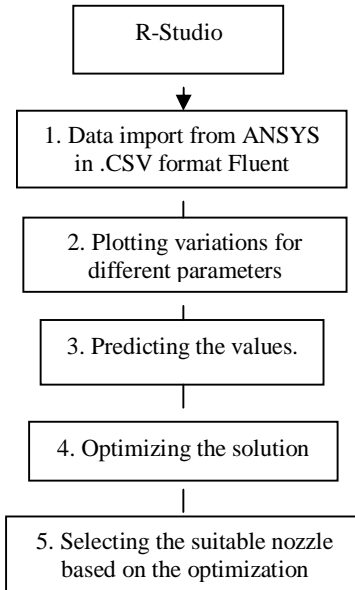 R-Studio
1. Data import from ANSYS
in .CSV format Fluent
2. Plotting variations for
different parameters
3. Predicting the values.
4. Optimizing the solution
5. Selecting the suitable nozzle
based on the optimization